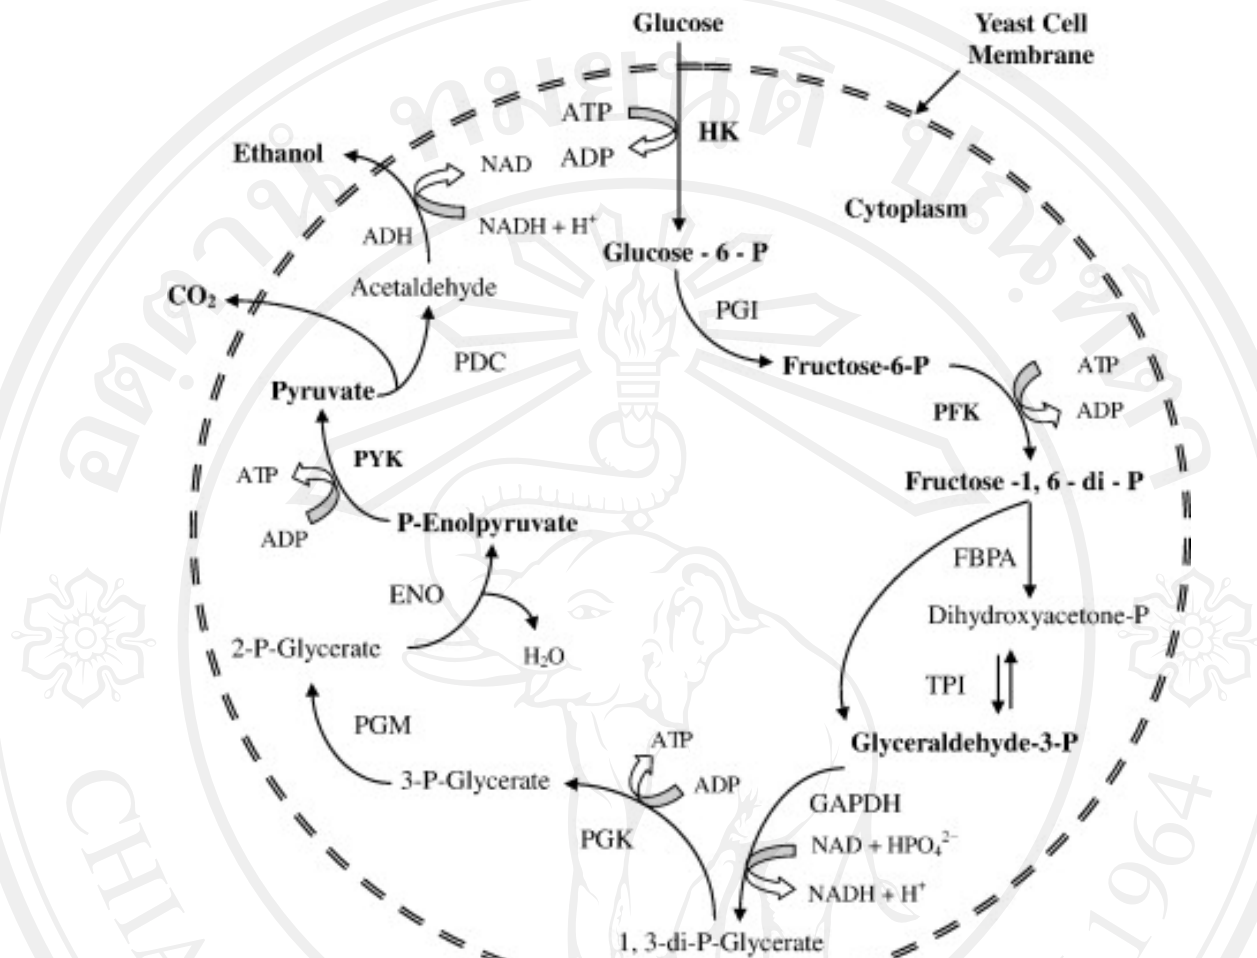 Glucose
Yeast Cell
Membrane
ATP
HK
ADP
Ethanol
NAD
NADH + H⁺
ADH
Cytoplasm
Glucose - 6 - P
Acetaldehyde
CO₂
PGI
PDC
Fructose-6-P
ATP
ADP
PFK
Pyruvate
PYK
ATP
ADP
Fructose -1, 6 - di - P
P-Enolpyruvate
FBPA
ENO
Dihydroxyacetone-P
2-P-Glycerate
H₂O
TPI
PGM
ATP
Glyceraldehyde-3-P
3-P-Glycerate
ADP
GAPDH
PGK
NAD + HPO₄²⁻
NADH + H⁺
1, 3-di-P-Glycerate
1964